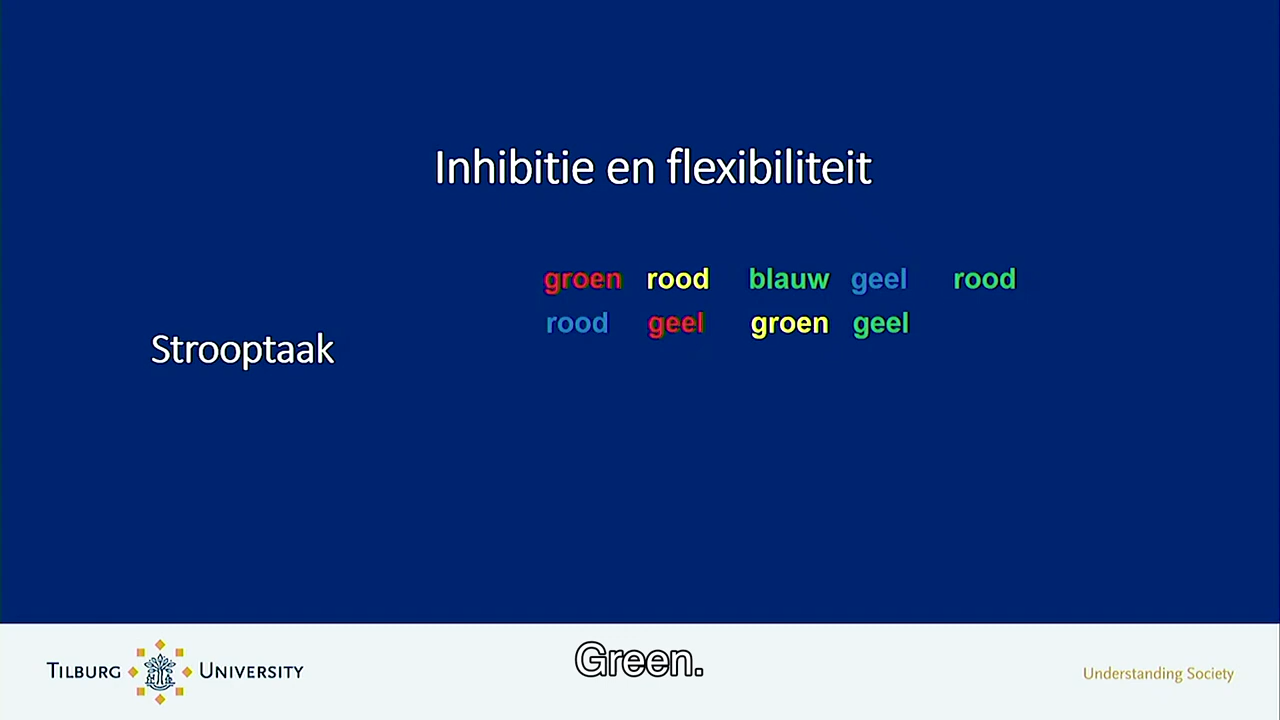 Inhibitie en flexibiliteit
groen rood blauw geel rood
rood geel groen geel
Strooptaak
TILBURG UNIVERSITY
Green.
Understanding Society